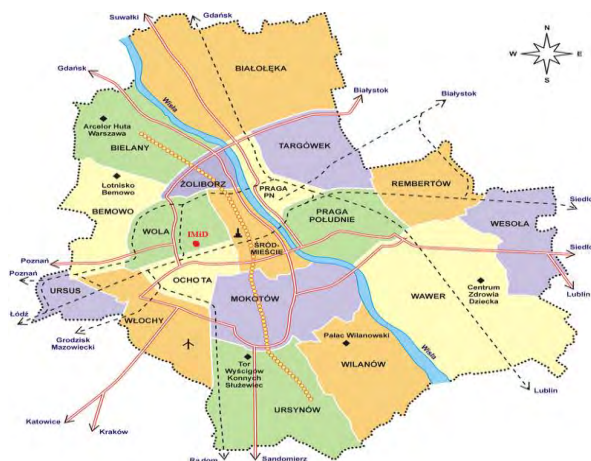 Suwałki
Gdańsk
N
W
E
S
BIAŁOŁĘKA
Gdańsk
Wisła
Białystok
Białystok
Arcelor Huta
Warszawa
BIELANY
TARGÓWEK
Lotnisko
Bemowo
ŻOLIBORZ
PRAGA
PN
REMBERTÓW
Siedlce
BEMOWO
WESOŁA
WOLA
IMiD
PRAGA
POŁUDNIE
ŚRÓD-
MIEŚCIE
Poznań
Poznań
OCHOTA
URSUS
MOKOTÓW
WAWER
Centrum
Zdrowia
Dziecka
Lublin
Łódź
WŁOCHY
Grodzisk
Mazowiecki
Pałac Wilanowski
Wisła
WILANÓW
Tor
Wyścigów
Konnych
Służewiec
Lublin
URSYNÓW
Katowice
Kraków
Radom
Sandomierz